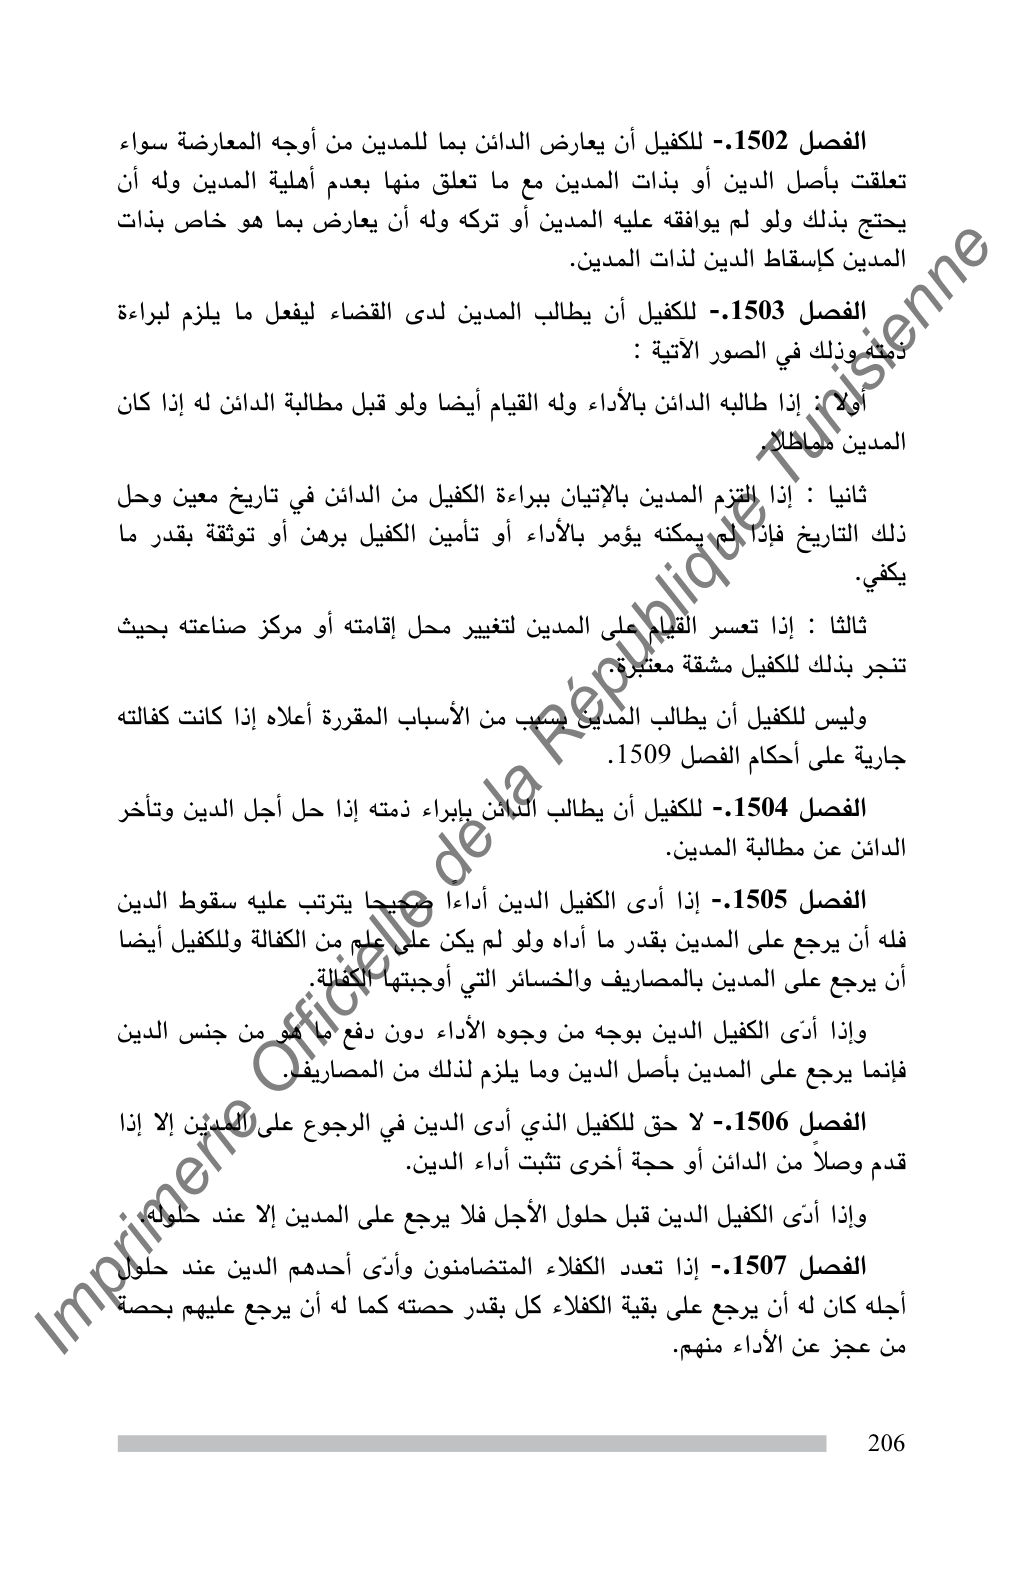 الفصل 1502.- للكفيل أن يعارض الدائن بما للمدين من أوجه المعارضة سواء
تعلقت بأصل الدين أو بذات المدين مع ما تعلق منها بعدم أهلية المدين وله أن
يحتج بذلك ولو لم يوافقه عليه المدين أو تركه وله أن يعارض بما هو خاص بذات
المدين كإسقاط الدين لذات المدين.
الفصل 1503.- للكفيل أن يطالب المدين لدى القضاء ليفعل ما يلزم لبراءة
ذمته وذلك في الصور الآتية :
أولا : إذا طالبه الدائن بالأداء وله القيام أيضا ولو قبل مطالبة الدائن له إذا كان
المدين مماطلا.
ثانيا : إذا التزم المدين بالإتيان ببراءة الكفيل من الدائن في تاريخ معين وحل
ذلك التاريخ فإذا لم يمكنه يؤمر بالأداء أو تأمين الكفيل برهن أو توثقة بقدر ما
يكفي.
ثالثا : إذا تعسر القيام على المدين لتغيير محل إقامته أو مركز صناعته بحيث
تنجر بذلك للكفيل مشقة معتبرة.
وليس للكفيل أن يطالب المدين بسبب من الأسباب المقررة أعلاه إذا كانت كفالته
جارية على أحكام الفصل 1509.
الفصل 1504.- للكفيل أن يطالب الدائن بإبراء ذمته إذا حل أجل الدين وتأخر
الدائن عن مطالبة المدين.
الفصل 1505.- إذا أدى الكفيل الدين أداءاً صحيحا يترتب عليه سقوط الدين
فله أن يرجع على المدين بقدر ما أداه ولو لم يكن على علم من الكفالة وللكفيل أيضا
أن يرجع على المدين بالمصاريف والخسائر التي أوجبتها الكفالة.
وإذا أدّى الكفيل الدين بوجه من وجوه الأداء دون دفع ما هو من جنس الدين
فإنما يرجع على المدين بأصل الدين وما يلزم لذلك من المصاريف.
الفصل 1506.- لا حق للكفيل الذي أدى الدين في الرجوع على المدين إلا إذا
قدم وصلاً من الدائن أو حجة أخرى تثبت أداء الدين.
وإذا أدّى الكفيل الدين قبل حلول الأجل فلا يرجع على المدين إلا عند حلوله.
الفصل 1507.- إذا تعدد الكفلاء المتضامنون وأدّى أحدهم الدين عند حلول
أجله كان له أن يرجع على بقية الكفلاء كل بقدر حصته كما له أن يرجع عليهم بحصة
من عجز عن الأداء منهم.
206
Imprimerie Officielle de la République Tunisienne